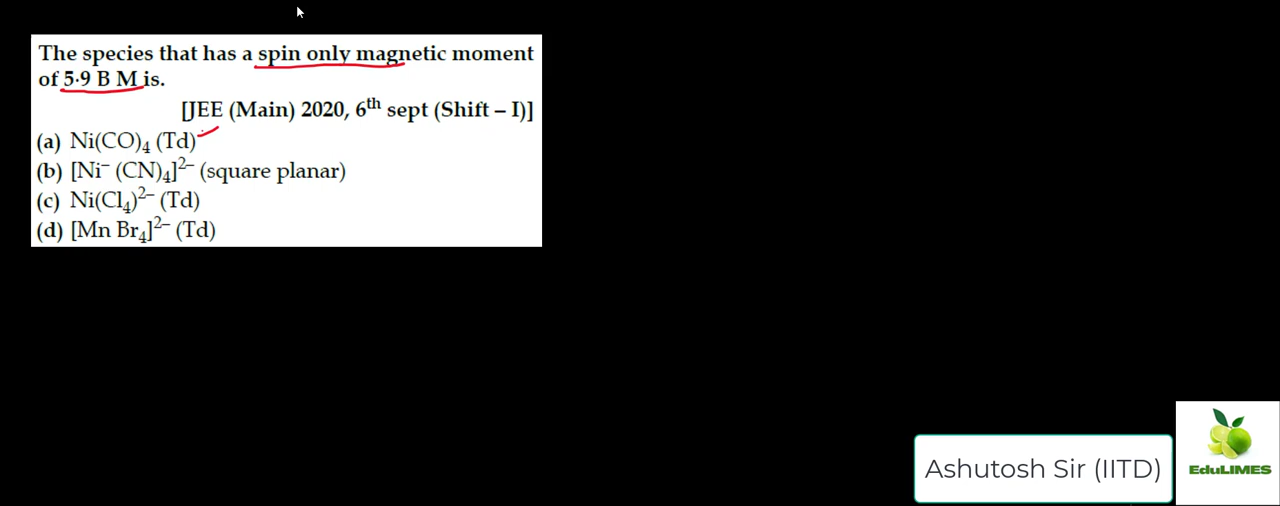 The species that has a spin only magnetic moment
of 5·9 B M is.
[JEE (Main) 2020, 6th sept (Shift – I)]
(a) Ni(CO)4 (Td)
(b) [Ni⁻ (CN)4]²⁻ (square planar)
(c) Ni(Cl4)²⁻ (Td)
(d) [Mn Br4]²⁻ (Td)
Ashutosh Sir (IITD)
EduLIMES